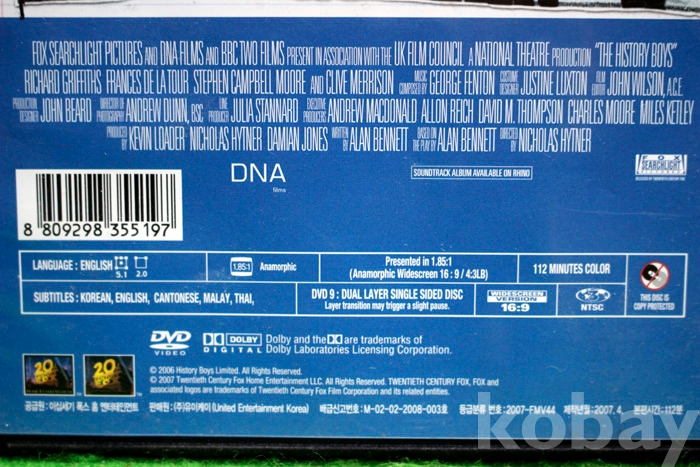 FOX SEARCHLIGHT PICTURES AND DNA FILMS AND BBC TWO FILMS PRESENT IN ASSOCIATION WITH THE UK FILM COUNCIL A NATIONAL THEATRE PRODUCTION "THE HISTORY BOYS"
RICHARD GRIFFITHS FRANCES DE LA TOUR STEPHEN CAMPBELL MOORE AND CLIVE MERRISON MUSIC COMPOSED BY GEORGE FENTON COSTUME DESIGNER JUSTINE LUXTON FILM EDITOR JOHN WILSON, A.C.E.
PRODUCTION DESIGNER JOHN BEARD DIRECTOR OF PHOTOGRAPHY ANDREW DUNN, BSC LINE PRODUCER JULIA STANNARD EXECUTIVE PRODUCERS ANDREW MACDONALD ALLON REICH DAVID M. THOMPSON CHARLES MOORE MILES KETLEY
PRODUCED BY KEVIN LOADER NICHOLAS HYTNER DAMIAN JONES WRITTEN BY ALAN BENNETT BASED ON THE PLAY BY ALAN BENNETT DIRECTED BY NICHOLAS HYTNER
DNA films
SOUNDTRACK ALBUM AVAILABLE ON RHINO
FOX SEARCHLIGHT
8 809298 355197
LANGUAGE : ENGLISH 5.1 2.0
1.85:1 Anamorphic
Presented in 1.85:1
(Anamorphic Widescreen 16 : 9 / 4:3LB)
112 MINUTES COLOR
SUBTITLES : KOREAN, ENGLISH, CANTONESE, MALAY, THAI,
DVD 9 : DUAL LAYER SINGLE SIDED DISC
Layer transition may trigger a slight pause.
WIDESCREEN VERSION 16:9
NTSC
THIS DISC IS COPY PROTECTED
DVD VIDEO
DOLBY DIGITAL
Dolby and the DD are trademarks of
Dolby Laboratories Licensing Corporation.
20 FOX
20 FOX
© 2006 History Boys Limited. All Rights Reserved.
© 2007 Twentieth Century Fox Home Entertainment LLC. All Rights Reserved. TWENTIETH CENTURY FOX, FOX and
associated logos are trademarks of Twentieth Century Fox Film Corporation and its related entities.
공급원 : 이십세기 폭스 홈 엔터테인먼트 판매원 : (주)유이케이 (United Entertainment Korea) 배급신고번호 : M-02-02-2008-003호 등급분류 번호 : 2007-FMV44 제작년월 2007. 4. 본편시간 : 112분
kobay